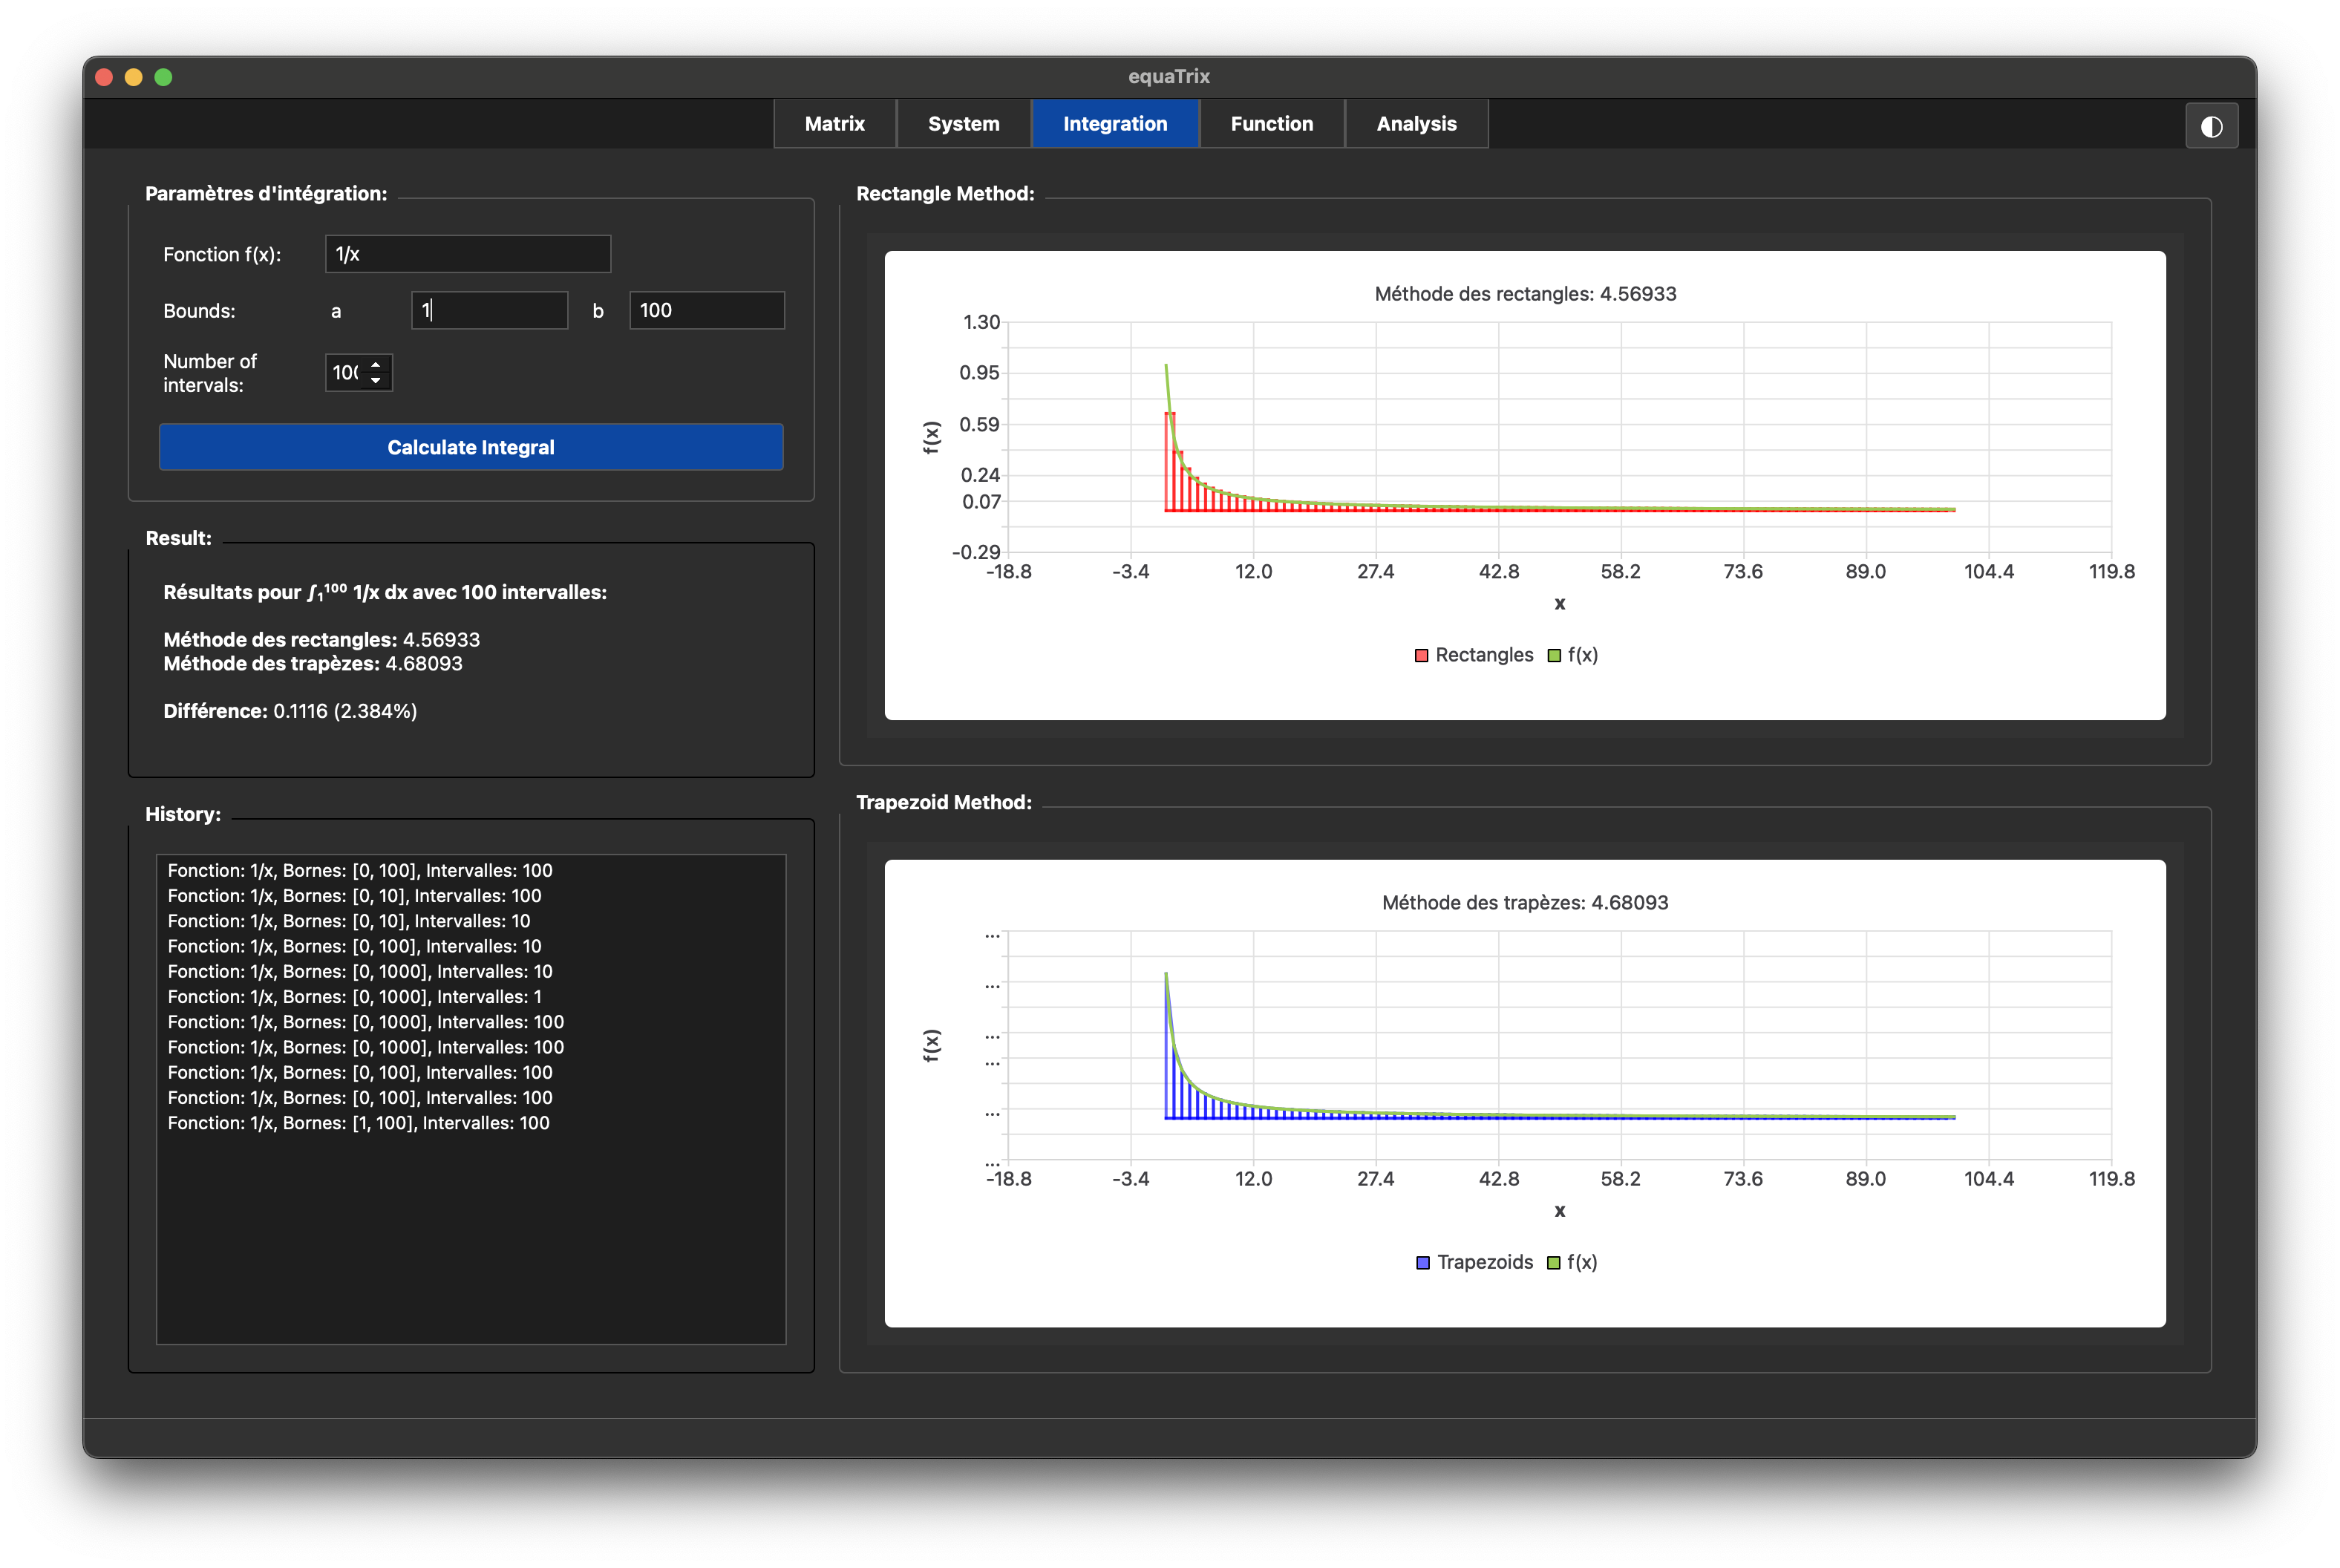 equaTrix
Matrix System Integration Function Analysis
Paramètres d'intégration:
Fonction f(x): 1/x
Bounds: a 1 b 100
Number of
intervals:
Calculate Integral
Result:
Résultats pour ∫₁¹⁰⁰ 1/x dx avec 100 intervalles:
Méthode des rectangles: 4.56933
Méthode des trapèzes: 4.68093
Différence: 0.1116 (2.384%)
History:
Fonction: 1/x, Bornes: [0, 100], Intervalles: 100
Fonction: 1/x, Bornes: [0, 10], Intervalles: 100
Fonction: 1/x, Bornes: [0, 10], Intervalles: 10
Fonction: 1/x, Bornes: [0, 100], Intervalles: 10
Fonction: 1/x, Bornes: [0, 1000], Intervalles: 10
Fonction: 1/x, Bornes: [0, 1000], Intervalles: 1
Fonction: 1/x, Bornes: [0, 1000], Intervalles: 100
Fonction: 1/x, Bornes: [0, 1000], Intervalles: 100
Fonction: 1/x, Bornes: [0, 100], Intervalles: 100
Fonction: 1/x, Bornes: [0, 100], Intervalles: 100
Fonction: 1/x, Bornes: [1, 100], Intervalles: 100
Rectangle Method:
Méthode des rectangles: 4.56933
1.30
0.95
0.59
0.24
0.07
-0.29
f(x)
-18.8 -3.4 12.0 27.4 42.8 58.2 73.6 89.0 104.4 119.8
x
Rectangles f(x)
Trapezoid Method:
Méthode des trapèzes: 4.68093
...
...
...
...
...
...
f(x)
-18.8 -3.4 12.0 27.4 42.8 58.2 73.6 89.0 104.4 119.8
x
Trapezoids f(x)